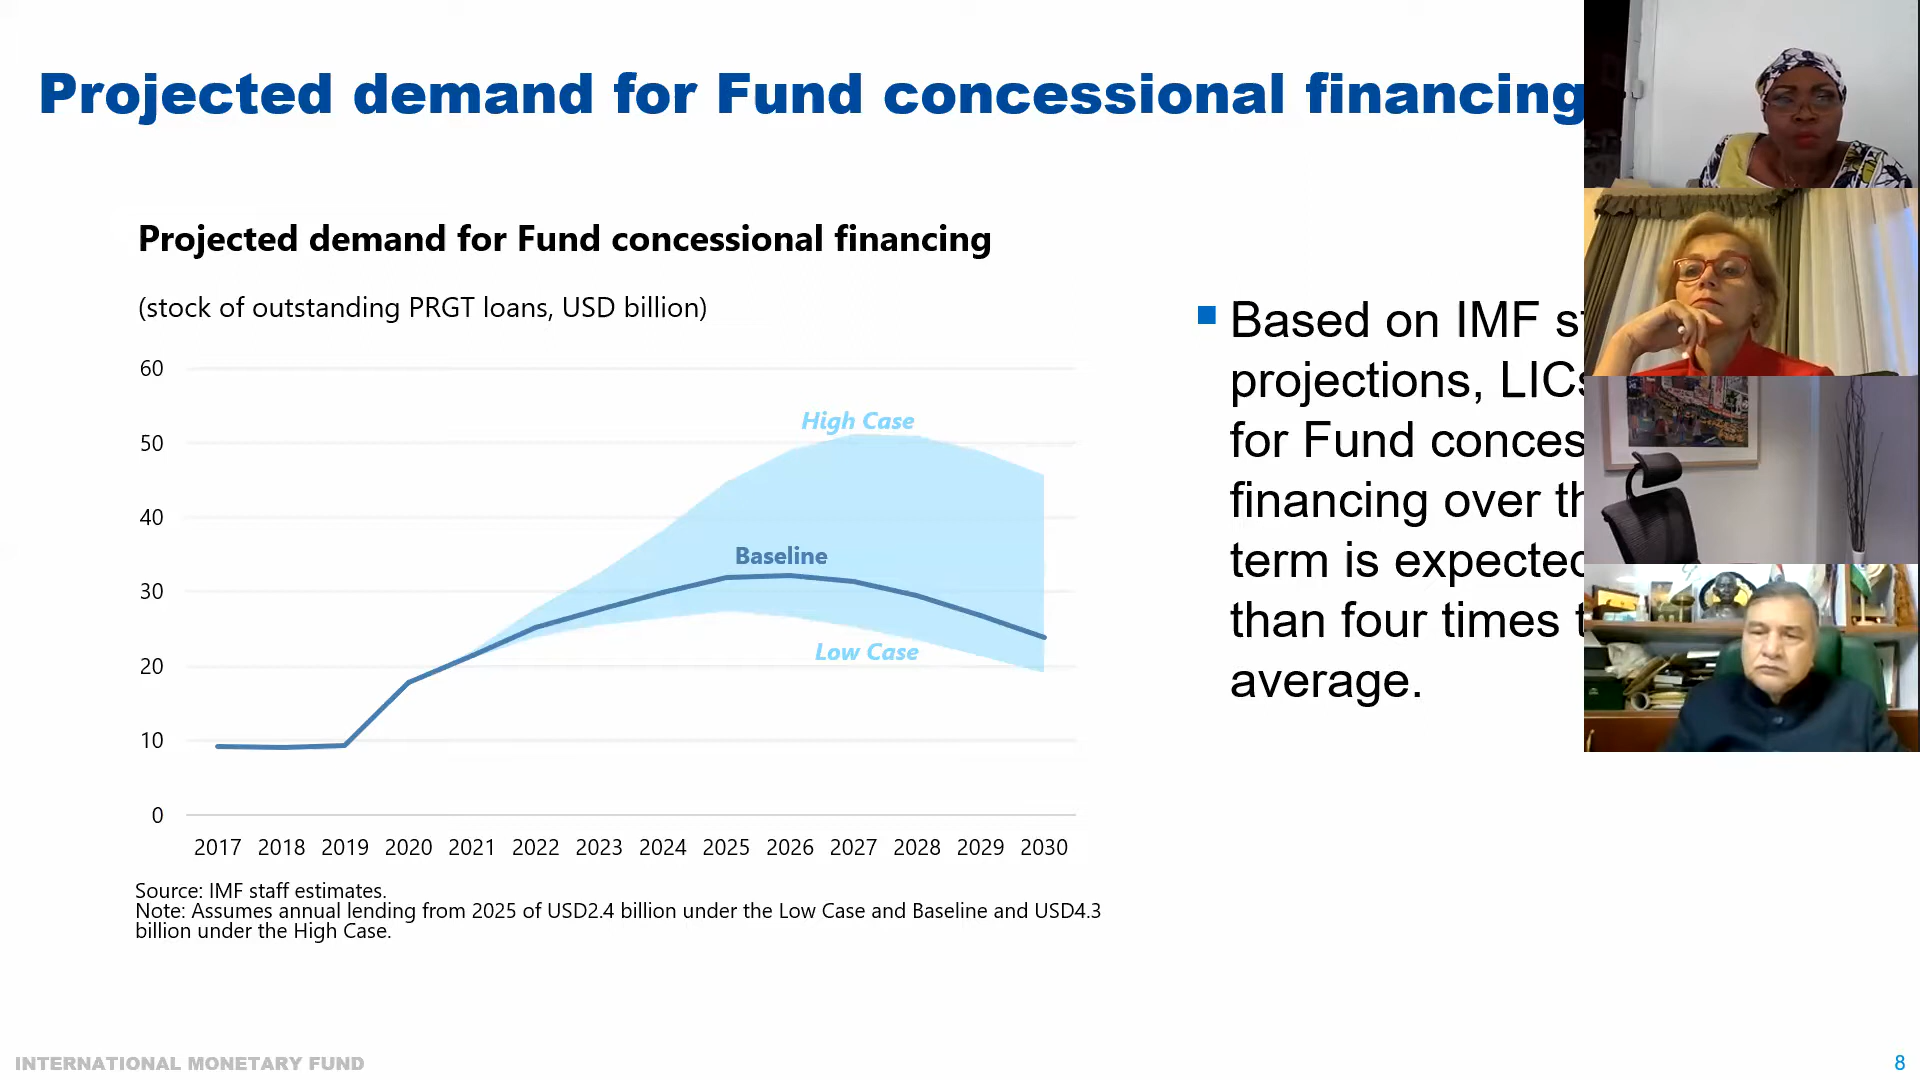 Projected demand for Fund concessional financing
Projected demand for Fund concessional financing
(stock of outstanding PRGT loans, USD billion)
60
50
40
30
20
10
0
High Case
Baseline
Low Case
2017 2018 2019 2020 2021 2022 2023 2024 2025 2026 2027 2028 2029 2030
Source: IMF staff estimates.
Note: Assumes annual lending from 2025 of USD2.4 billion under the Low Case and Baseline and USD4.3
billion under the High Case.
Based on IMF
projections, LICs
for Fund
financing over
term is expected
than four times
average.
INTERNATIONAL MONETARY FUND
8